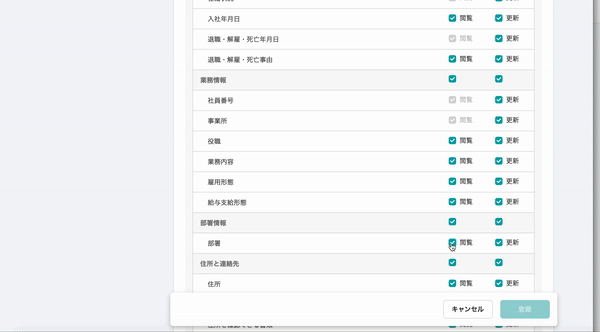 入社年月日 閲覧 更新
退職・解雇・死亡年月日 閲覧 更新
退職・解雇・死亡事由 閲覧 更新
業務情報
社員番号 閲覧 更新
事業所 閲覧 更新
役職 閲覧 更新
業務内容 閲覧 更新
雇用形態 閲覧 更新
給与支給形態 閲覧 更新
部署情報
部署 閲覧 更新
住所と連絡先
住所 閲覧 更新
キャンセル 登録